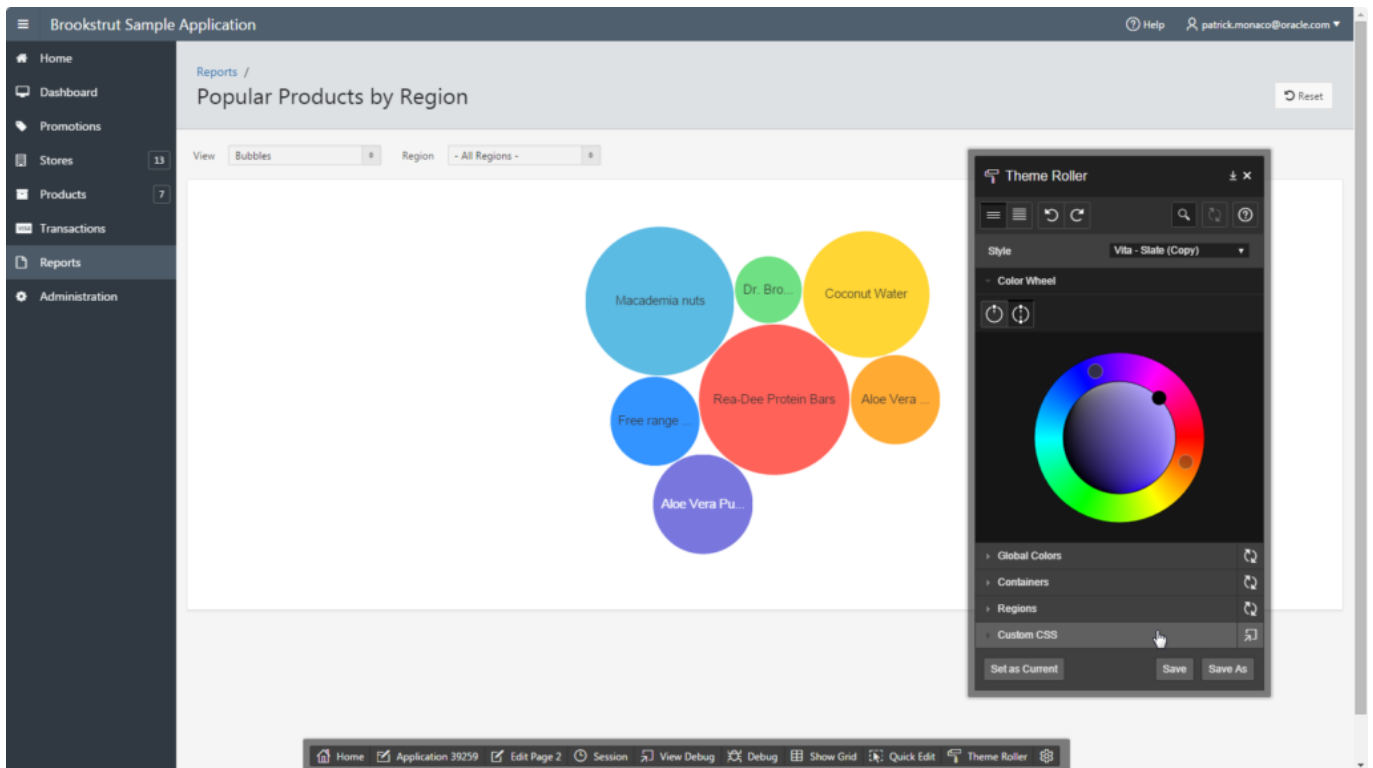 Brookstrut Sample Application
Help patrick.monaco@oracle.com
Home
Dashboard
Promotions
Stores 13
Products 7
Transactions
Reports
Administration
Reports /
Popular Products by Region
Reset
View Bubbles Region - All Regions -
Macademia nuts
Dr. Bro...
Coconut Water
Rea-Dee Protein Bars
Aloe Vera ...
Free range ...
Aloe Vera Pu...
Theme Roller
Style Vita - Slate (Copy)
Color Wheel
Global Colors
Containers
Regions
Custom CSS
Set as Current Save Save As
Home Application 39259 Edit Page 2 Session View Debug Debug Show Grid Quick Edit Theme Roller